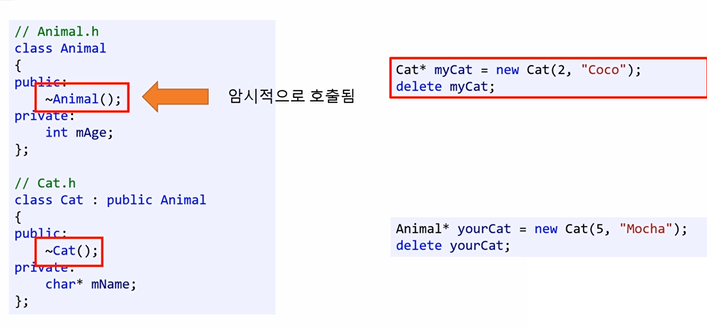 // Animal.h
class Animal
{
public:
~Animal();
private:
int mAge;
};
암시적으로 호출됨
// Cat.h
class Cat : public Animal
{
public:
~Cat();
private:
char* mName;
};
Cat* myCat = new Cat(2, "Coco");
delete myCat;
Animal* yourCat = new Cat(5, "Mocha");
delete yourCat;